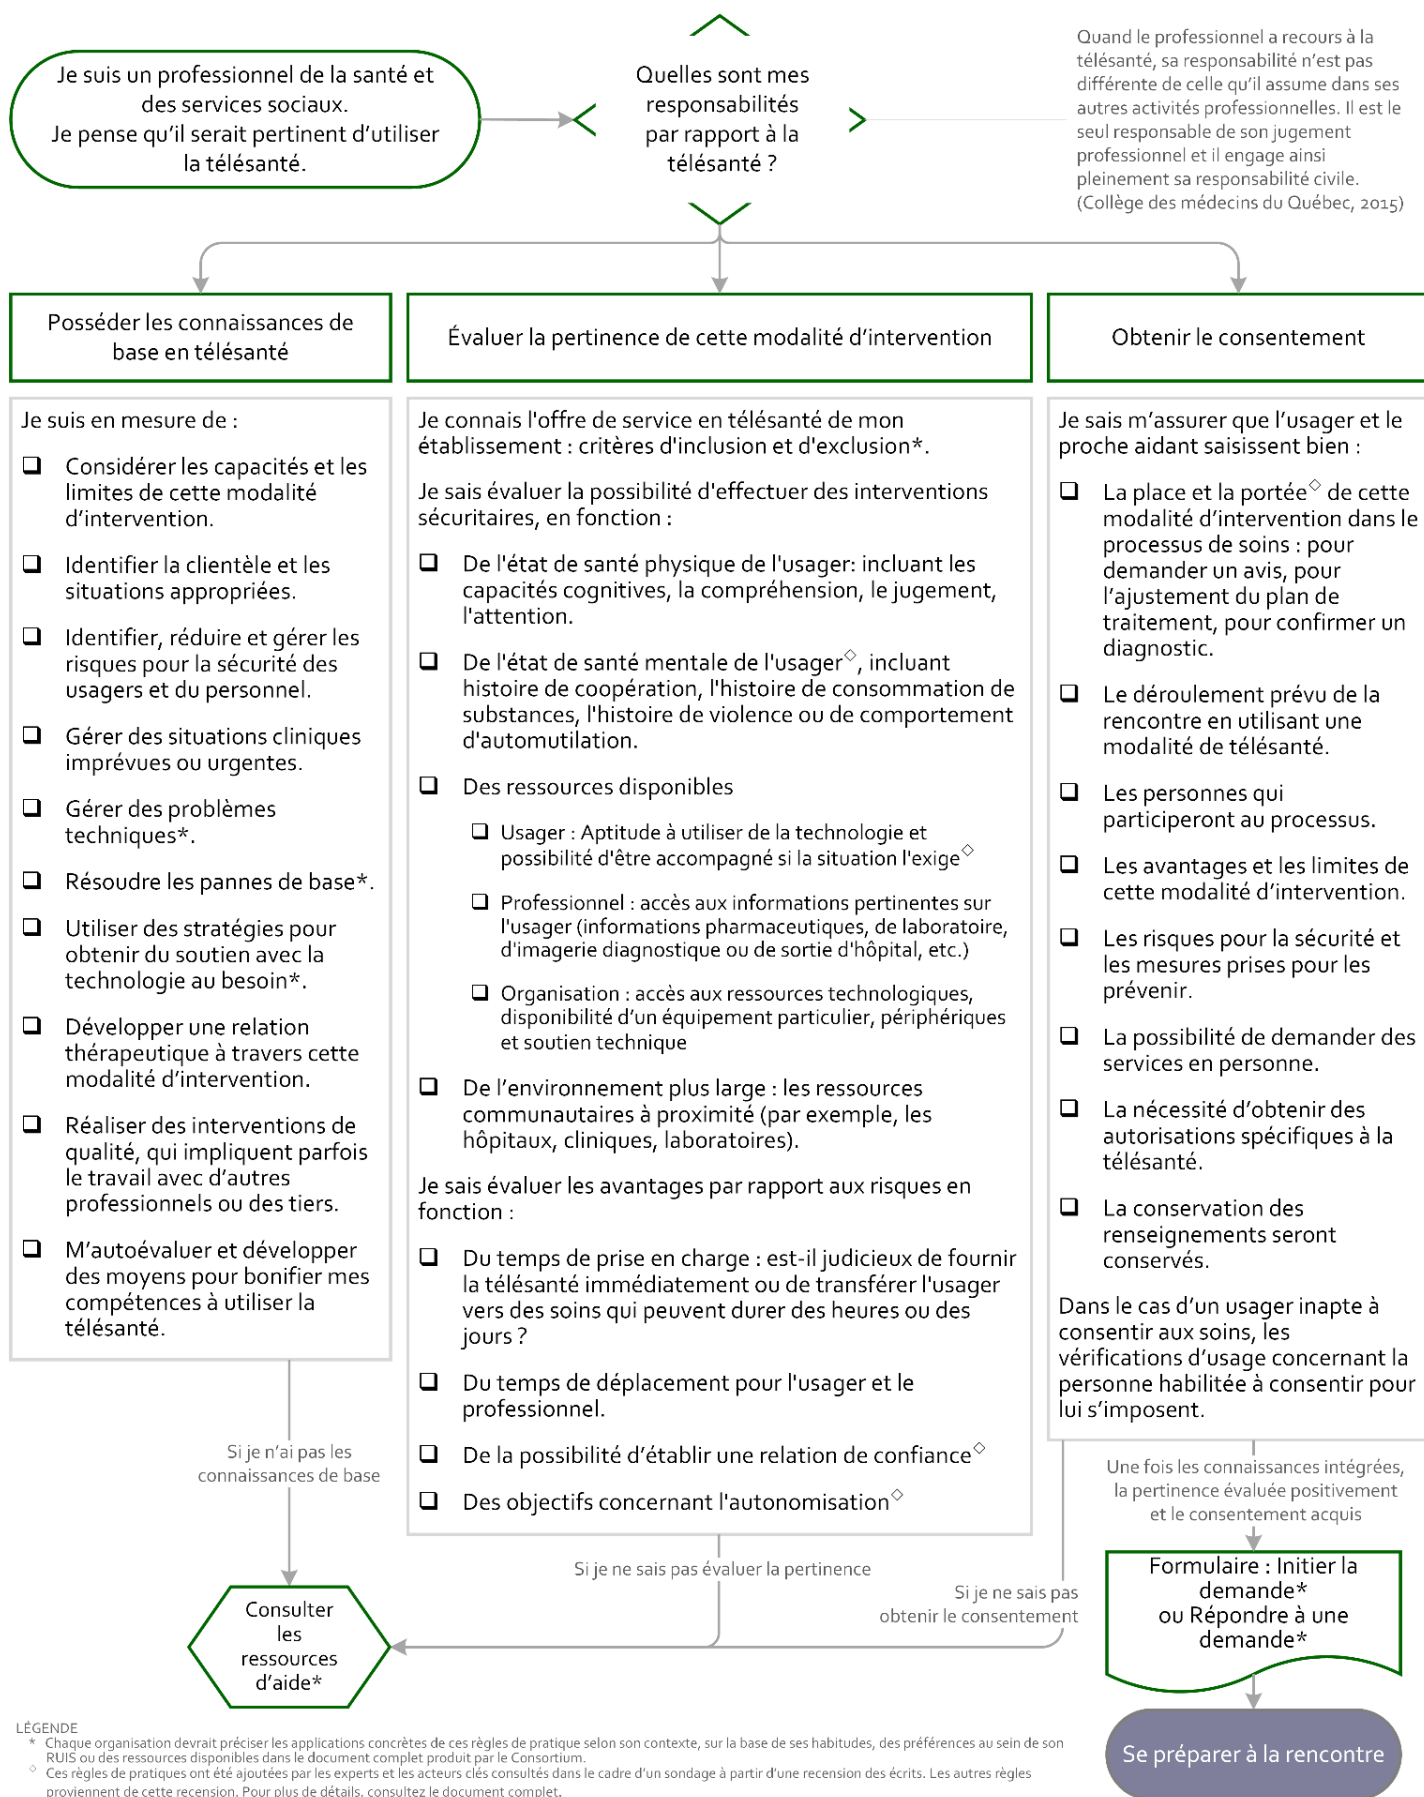 Je suis un professionnel de la santé et
des services sociaux.
Je pense qu’il serait pertinent d’utiliser
la télésanté.
Quelles sont mes
responsabilités
par rapport à la
télésanté ?
Quand le professionnel a recours à la
télésanté, sa responsabilité n’est pas
différente de celle qu’il assume dans ses
autres activités professionnelles. Il est le
seul responsable de son jugement
professionnel et il engage ainsi
pleinement sa responsabilité civile.
(Collège des médecins du Québec, 2015)
Posséder les connaissances de
base en télésanté
Je suis en mesure de :
❑ Considérer les capacités et les
limites de cette modalité
d’intervention.
❑ Identifier la clientèle et les
situations appropriées.
❑ Identifier, réduire et gérer les
risques pour la sécurité des
usagers et du personnel.
❑ Gérer des situations cliniques
imprévues ou urgentes.
❑ Gérer des problèmes
techniques*.
❑ Résoudre les pannes de base*.
❑ Utiliser des stratégies pour
obtenir du soutien avec la
technologie au besoin*.
❑ Développer une relation
thérapeutique à travers cette
modalité d’intervention.
❑ Réaliser des interventions de
qualité, qui impliquent parfois
le travail avec d’autres
professionnels ou des tiers.
❑ M’autoévaluer et développer
des moyens pour bonifier mes
compétences à utiliser la
télésanté.
Évaluer la pertinence de cette modalité d’intervention
Je connais l'offre de service en télésanté de mon
établissement : critères d'inclusion et d'exclusion*.
Je sais évaluer la possibilité d'effectuer des interventions
sécuritaires, en fonction :
❑ De l'état de santé physique de l'usager: incluant les
capacités cognitives, la compréhension, le jugement,
l'attention.
❑ De l'état de santé mentale de l'usager◇, incluant
histoire de coopération, l'histoire de consommation de
substances, l'histoire de violence ou de comportement
d'automutilation.
❑ Des ressources disponibles
❑ Usager : Aptitude à utiliser de la technologie et
possibilité d'être accompagné si la situation l'exige◇
❑ Professionnel : accès aux informations pertinentes sur
l'usager (informations pharmaceutiques, de laboratoire,
d'imagerie diagnostique ou de sortie d'hôpital, etc.)
❑ Organisation : accès aux ressources technologiques,
disponibilité d’un équipement particulier, périphériques
et soutien technique
❑ De l’environnement plus large : les ressources
communautaires à proximité (par exemple, les
hôpitaux, cliniques, laboratoires).
Je sais évaluer les avantages par rapport aux risques en
fonction :
❑ Du temps de prise en charge : est-il judicieux de fournir
la télésanté immédiatement ou de transférer l'usager
vers des soins qui peuvent durer des heures ou des
jours ?
❑ Du temps de déplacement pour l'usager et le
professionnel.
❑ De la possibilité d’établir une relation de confiance◇
❑ Des objectifs concernant l'autonomisation◇
Obtenir le consentement
Je sais m’assurer que l’usager et le
proche aidant saisissent bien :
❑ La place et la portée◇ de cette
modalité d’intervention dans le
processus de soins : pour
demander un avis, pour
l’ajustement du plan de
traitement, pour confirmer un
diagnostic.
❑ Le déroulement prévu de la
rencontre en utilisant une
modalité de télésanté.
❑ Les personnes qui
participeront au processus.
❑ Les avantages et les limites de
cette modalité d’intervention.
❑ Les risques pour la sécurité et
les mesures prises pour les
prévenir.
❑ La possibilité de demander des
services en personne.
❑ La nécessité d’obtenir des
autorisations spécifiques à la
télésanté.
❑ La conservation des
renseignements seront
conservés.
Dans le cas d’un usager inapte à
consentir aux soins, les
vérifications d’usage concernant la
personne habilitée à consentir pour
lui s’imposent.
Si je n’ai pas les
connaissances de base
Si je ne sais pas évaluer la pertinence
Si je ne sais pas
obtenir le consentement
Une fois les connaissances intégrées,
la pertinence évaluée positivement
et le consentement acquis
Consulter
les
ressources
d’aide*
Formulaire : Initier la
demande*
ou Répondre à une
demande*
Se préparer à la rencontre
LÉGENDE
* Chaque organisation devrait préciser les applications concrètes de ces règles de pratique selon son contexte, sur la base de ses habitudes, des préférences au sein de son
RUIS ou des ressources disponibles dans le document complet produit par le Consortium.
◇ Ces règles de pratiques ont été ajoutées par les experts et les acteurs clés consultés dans le cadre d’un sondage à partir d’une recension des écrits. Les autres règles
proviennent de cette recension. Pour plus de détails, consultez le document complet.